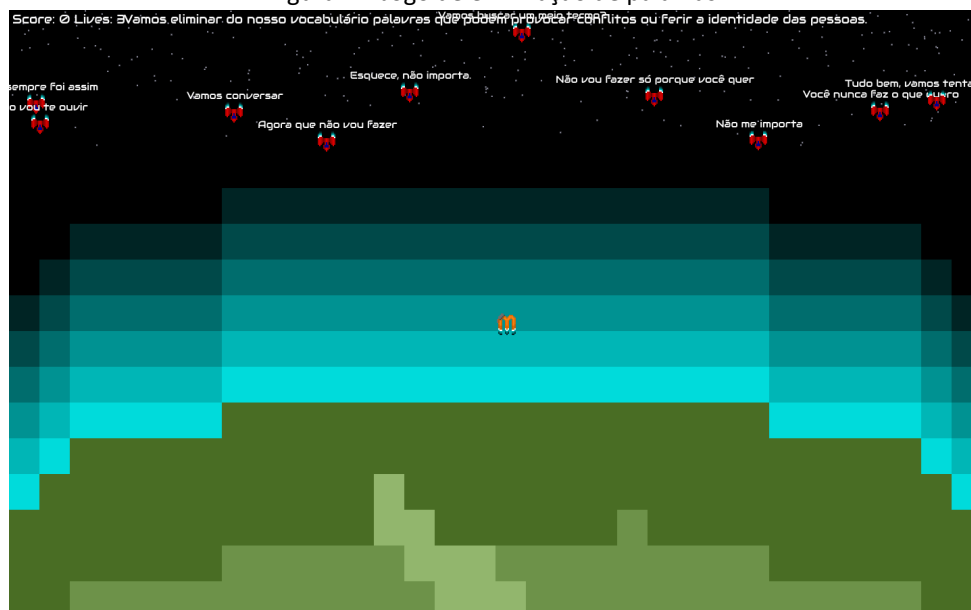 Score: 0 Lives: 3Vamos eliminar do nosso vocabulário palavras que podem provocar conflitos ou ferir a identidade das pessoas.
Vamos buscar um meio termo?
Esquece, não importa.
Não vou fazer só porque você quer
sempre foi assim
Tudo bem, vamos tenta
Vamos conversar
Você nunca faz o que quero
o vou te ouvir
Agora que não vou fazer
Não me importa